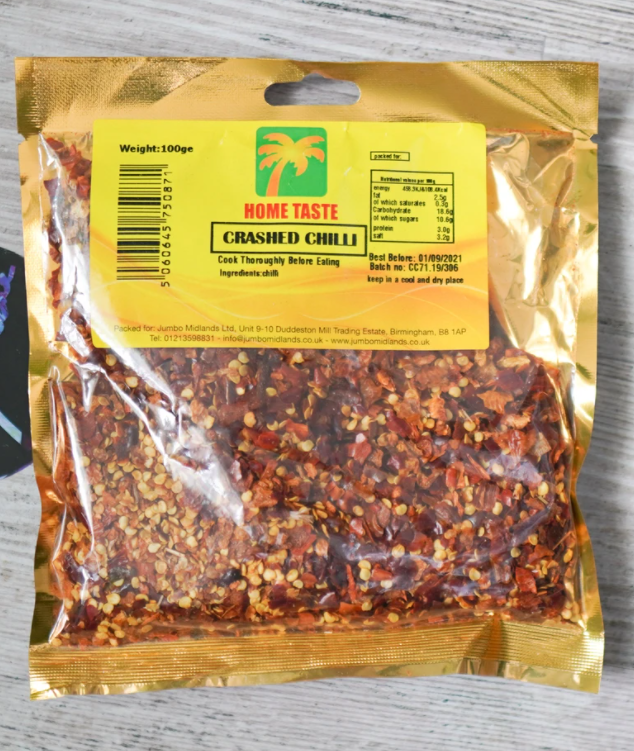 Weight:100ge
5060645750871
HOME TASTE
CRASHED CHILLI
Cook Thoroughly Before Eating
Ingredients:chilli
packed for:
Nutritional values per 100g
energy
fat 2.5g
of which saturates 0.3g
Carbohydrate 18.6g
of which sugars 10.6g
protein 3.0g
salt 3.2g
Best Before: 01/09/2021
Batch no: CC71.19/306
keep in a cool and dry place
Packed for: Jumbo Midlands Ltd, Unit 9-10 Duddeston Mill Trading Estate, Birmingham, B8 1AP
Tel: 01213598831 - info@jumbomidlands.co.uk - www.jumbomidlands.co.uk